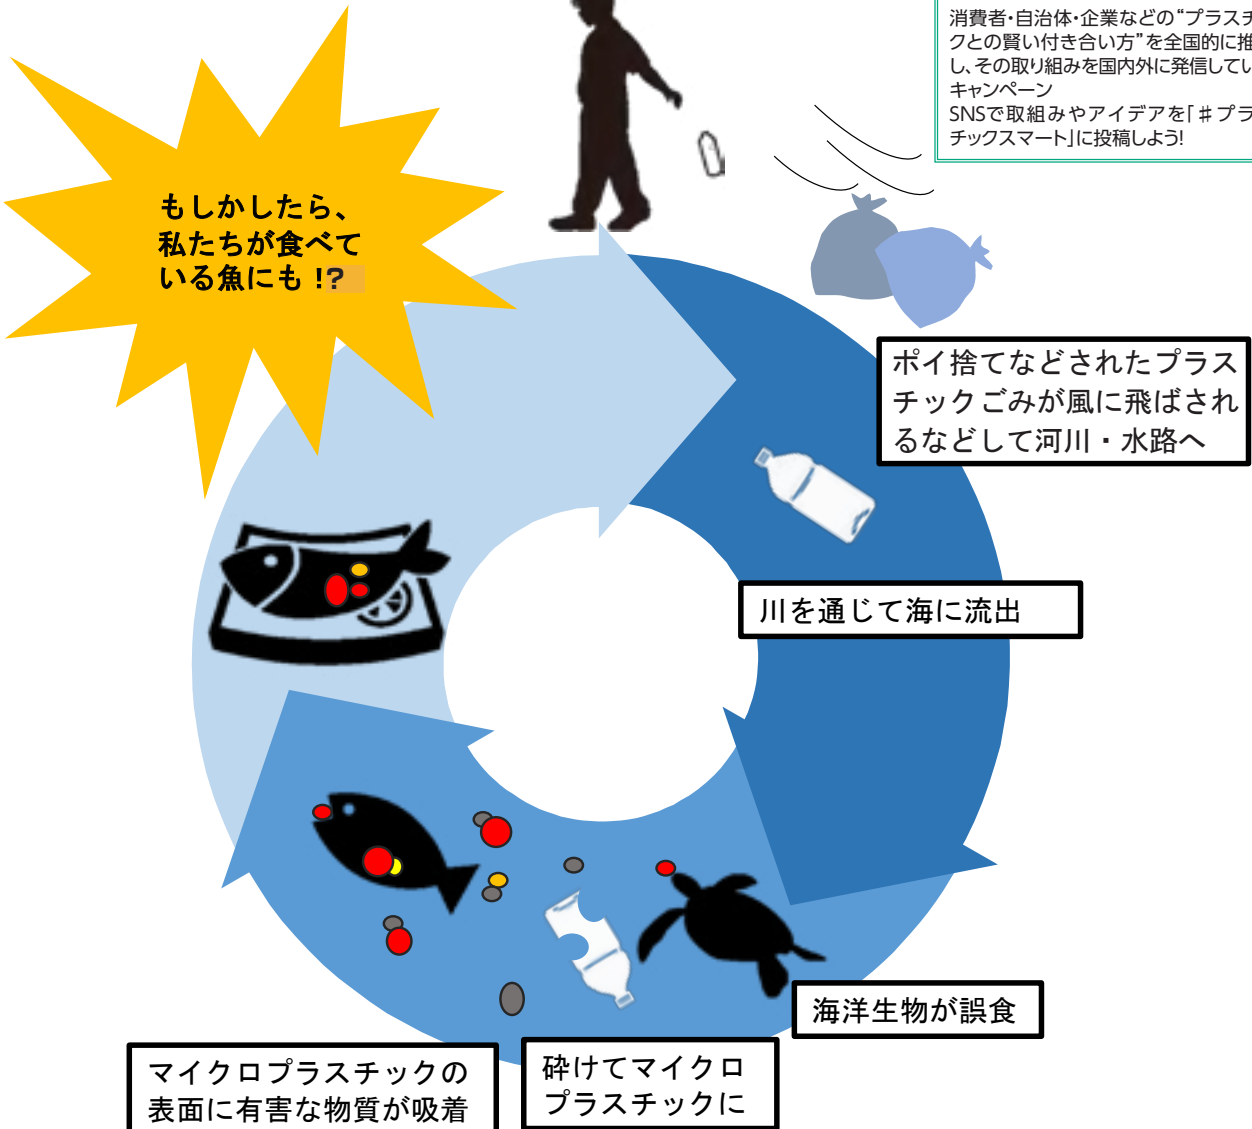 消費者・自治体・企業などの“プラスチ
クとの賢い付き合い方”を全国的に推
し、その取り組みを国内外に発信してい
キャンペーン
SNSで取組みやアイデアを「＃プラ
チックスマート」に投稿しよう!
もしかしたら、
私たちが食べて
いる魚にも !?
ポイ捨てなどされたプラス
チックごみが風に飛ばされ
るなどして河川・水路へ
川を通じて海に流出
海洋生物が誤食
砕けてマイクロ
プラスチックに
マイクロプラスチックの
表面に有害な物質が吸着